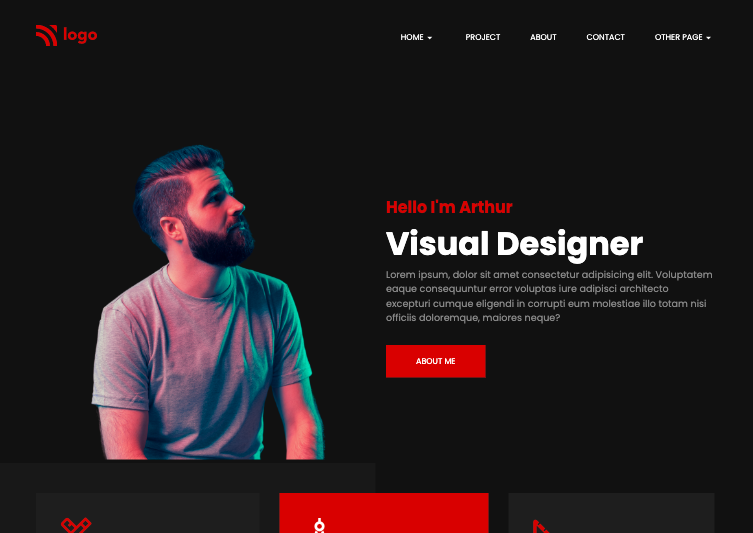 logo
HOME
PROJECT
ABOUT
CONTACT
OTHER PAGE
Hello I'm Arthur
Visual Designer
Lorem ipsum, dolor sit amet consectetur adipisicing elit. Voluptatem
eaque consequuntur error voluptas iure adipisci architecto
excepturi cumque eligendi in corrupti eum molestiae illo totam nisi
officiis doloremque, maiores neque?
ABOUT ME